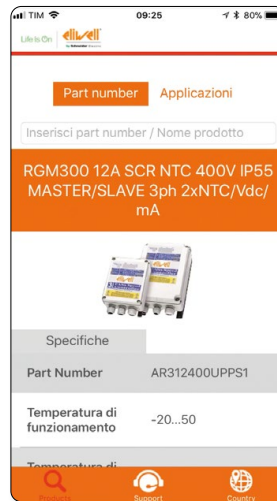 TIM 09:25 80%
Life Is On eliwell
by Schneider Electric
Part number Applicazioni
Inserisci part number / Nome prodotto
RGM300 12A SCR NTC 400V IP55
MASTER/SLAVE 3ph 2xNTC/Vdc/
mA
Specifiche
Part Number AR312400UPPS1
Temperatura di
funzionamento -20...50
Temperatura di
Products Support Country